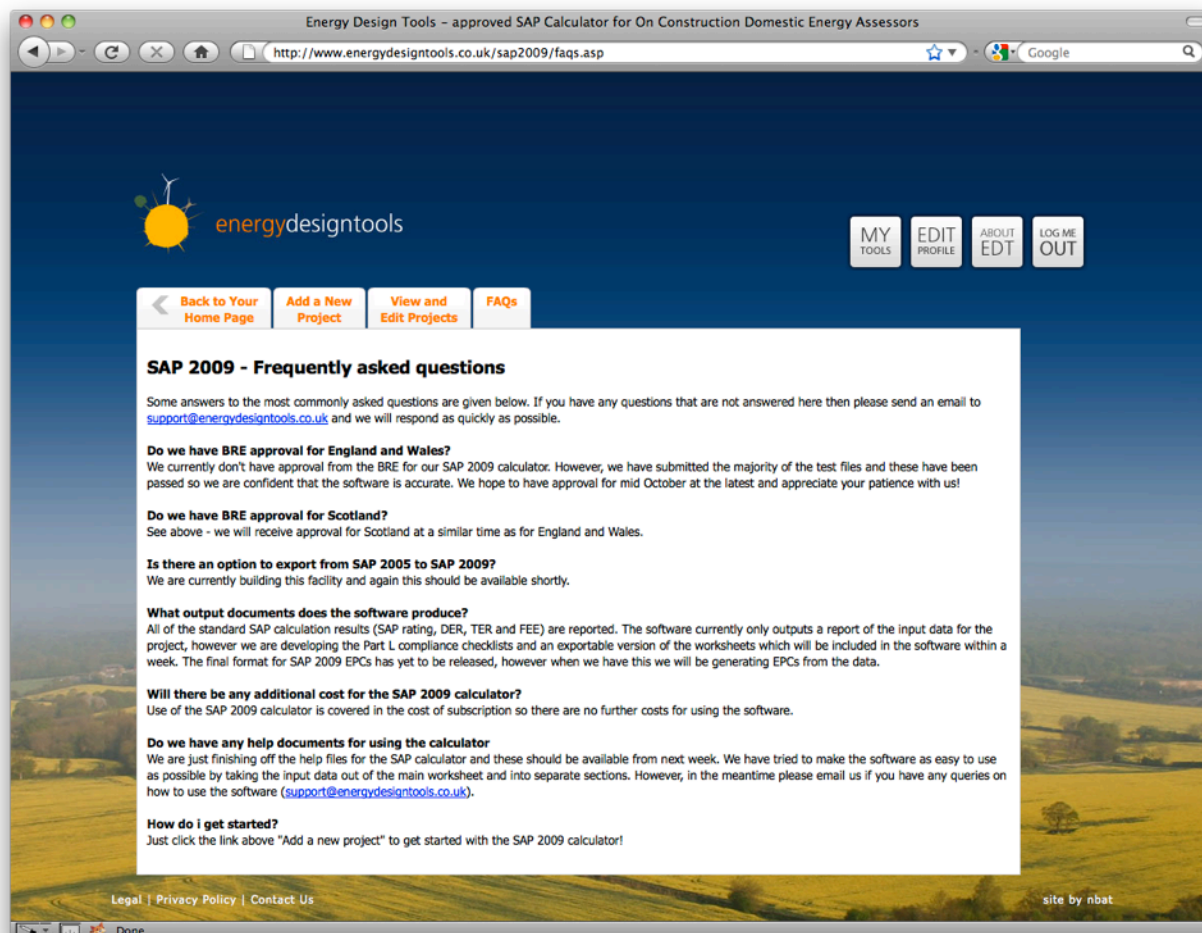 Energy Design Tools – approved SAP Calculator for On Construction Domestic Energy Assessors
http://www.energydesigntools.co.uk/sap2009/faqs.asp
Google
energydesigntools
MY TOOLS
EDIT PROFILE
ABOUT EDT
LOG ME OUT
Back to Your
Home Page
Add a New
Project
View and
Edit Projects
FAQs
SAP 2009 - Frequently asked questions
Some answers to the most commonly asked questions are given below. If you have any questions that are not answered here then please send an email to
support@energydesigntools.co.uk and we will respond as quickly as possible.
Do we have BRE approval for England and Wales?
We currently don't have approval from the BRE for our SAP 2009 calculator. However, we have submitted the majority of the test files and these have been
passed so we are confident that the software is accurate. We hope to have approval for mid October at the latest and appreciate your patience with us!
Do we have BRE approval for Scotland?
See above - we will receive approval for Scotland at a similar time as for England and Wales.
Is there an option to export from SAP 2005 to SAP 2009?
We are currently building this facility and again this should be available shortly.
What output documents does the software produce?
All of the standard SAP calculation results (SAP rating, DER, TER and FEE) are reported. The software currently only outputs a report of the input data for the
project, however we are developing the Part L compliance checklists and an exportable version of the worksheets which will be included in the software within a
week. The final format for SAP 2009 EPCs has yet to be released, however when we have this we will be generating EPCs from the data.
Will there be any additional cost for the SAP 2009 calculator?
Use of the SAP 2009 calculator is covered in the cost of subscription so there are no further costs for using the software.
Do we have any help documents for using the calculator
We are just finishing off the help files for the SAP calculator and these should be available from next week. We have tried to make the software as easy to use
as possible by taking the input data out of the main worksheet and into separate sections. However, in the meantime please email us if you have any queries on
how to use the software (support@energydesigntools.co.uk).
How do i get started?
Just click the link above "Add a new project" to get started with the SAP 2009 calculator!
Legal | Privacy Policy | Contact Us
site by nbat
Done